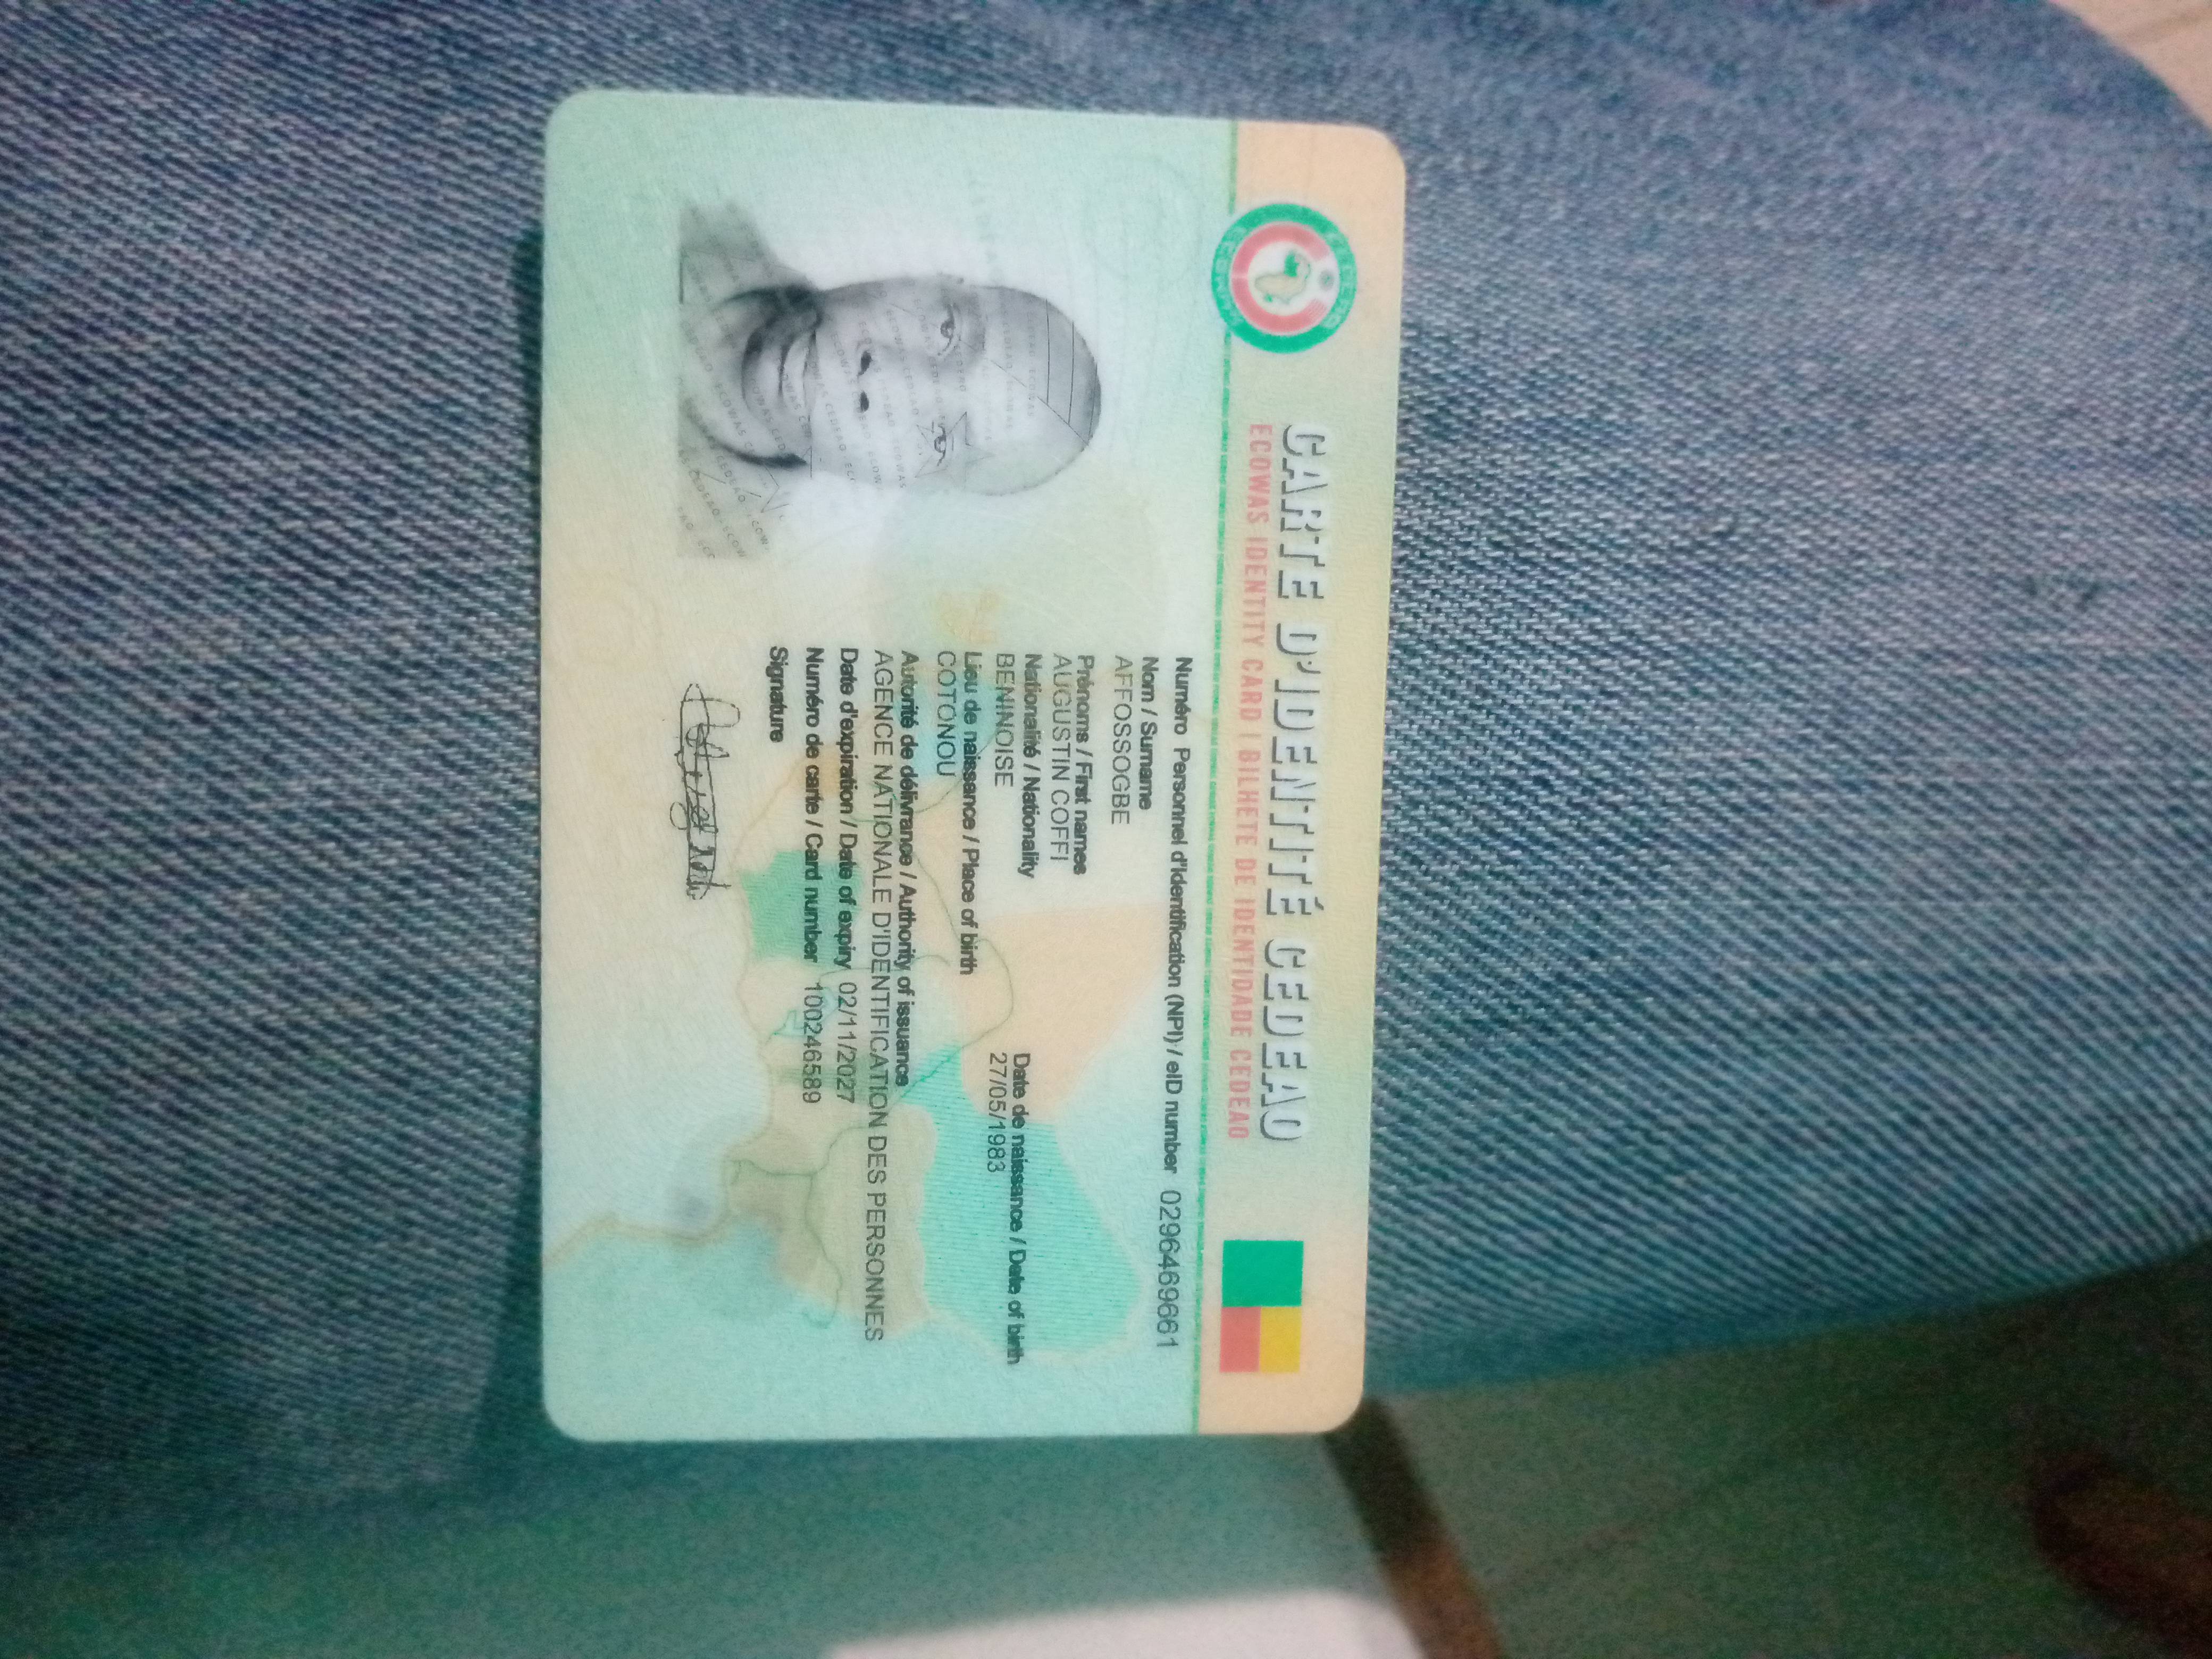 CARTE D'IDENTITÉ CEDEAO
ECOWAS IDENTITY CARD | BILHETE DE IDENTIDADE CEDEAO
Numéro Personnel d'Identification (NPI) / eID number 0296469661
Nom / Surname
AFFOSSOGBE
Prénoms / First names
AUGUSTIN COFFI
Nationalité / Nationality Date de naissance / Date of birth
BENINOISE 27/05/1983
Lieu de naissance / Place of birth
COTONOU
Autorité de délivrance / Authority of issuance
AGENCE NATIONALE D'IDENTIFICATION DES PERSONNES
Date d'expiration / Date of expiry 02/11/2027
Numéro de carte / Card number 100246589
Signature